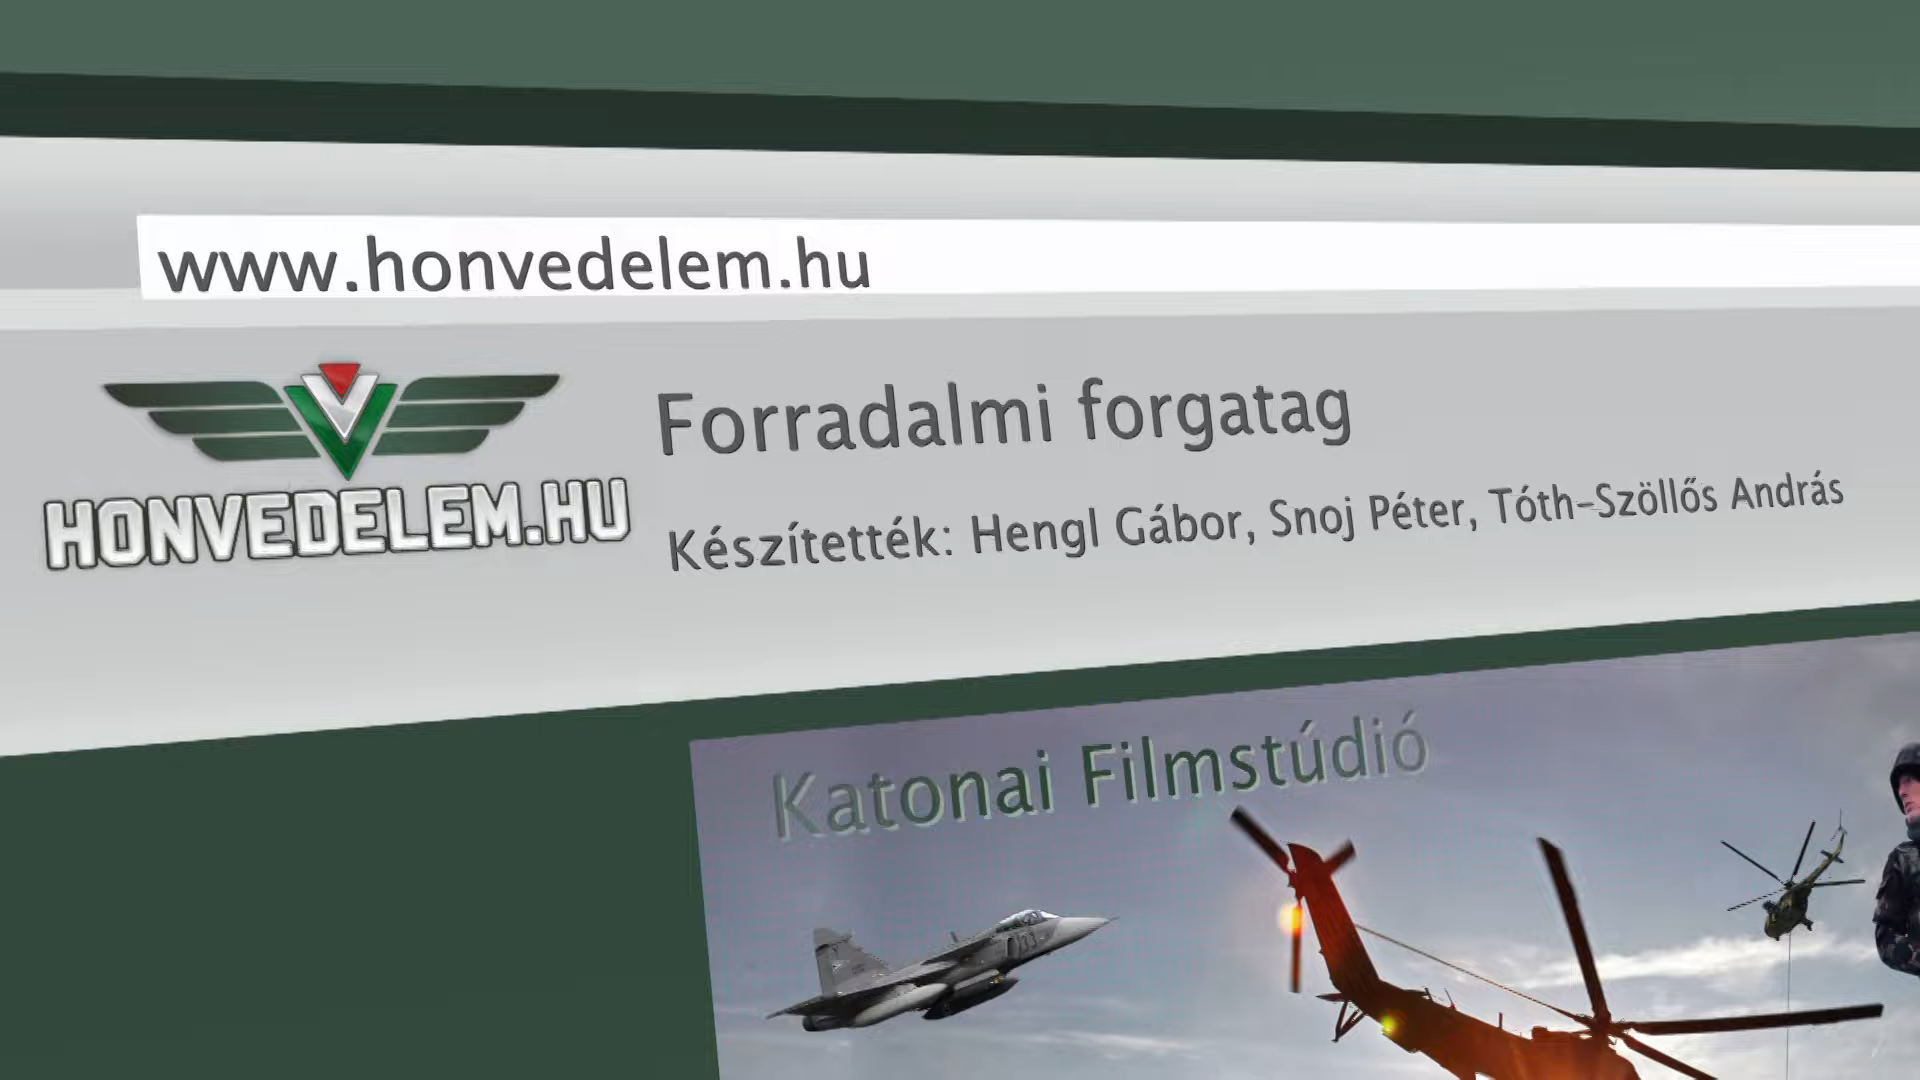 www.honvedelem.hu
HONVEDELEM.HU
Forradalmi forgatag
Készítették: Hengl Gábor, Snoj Péter, Tóth-Szöllős András
Katonai Filmstúdió